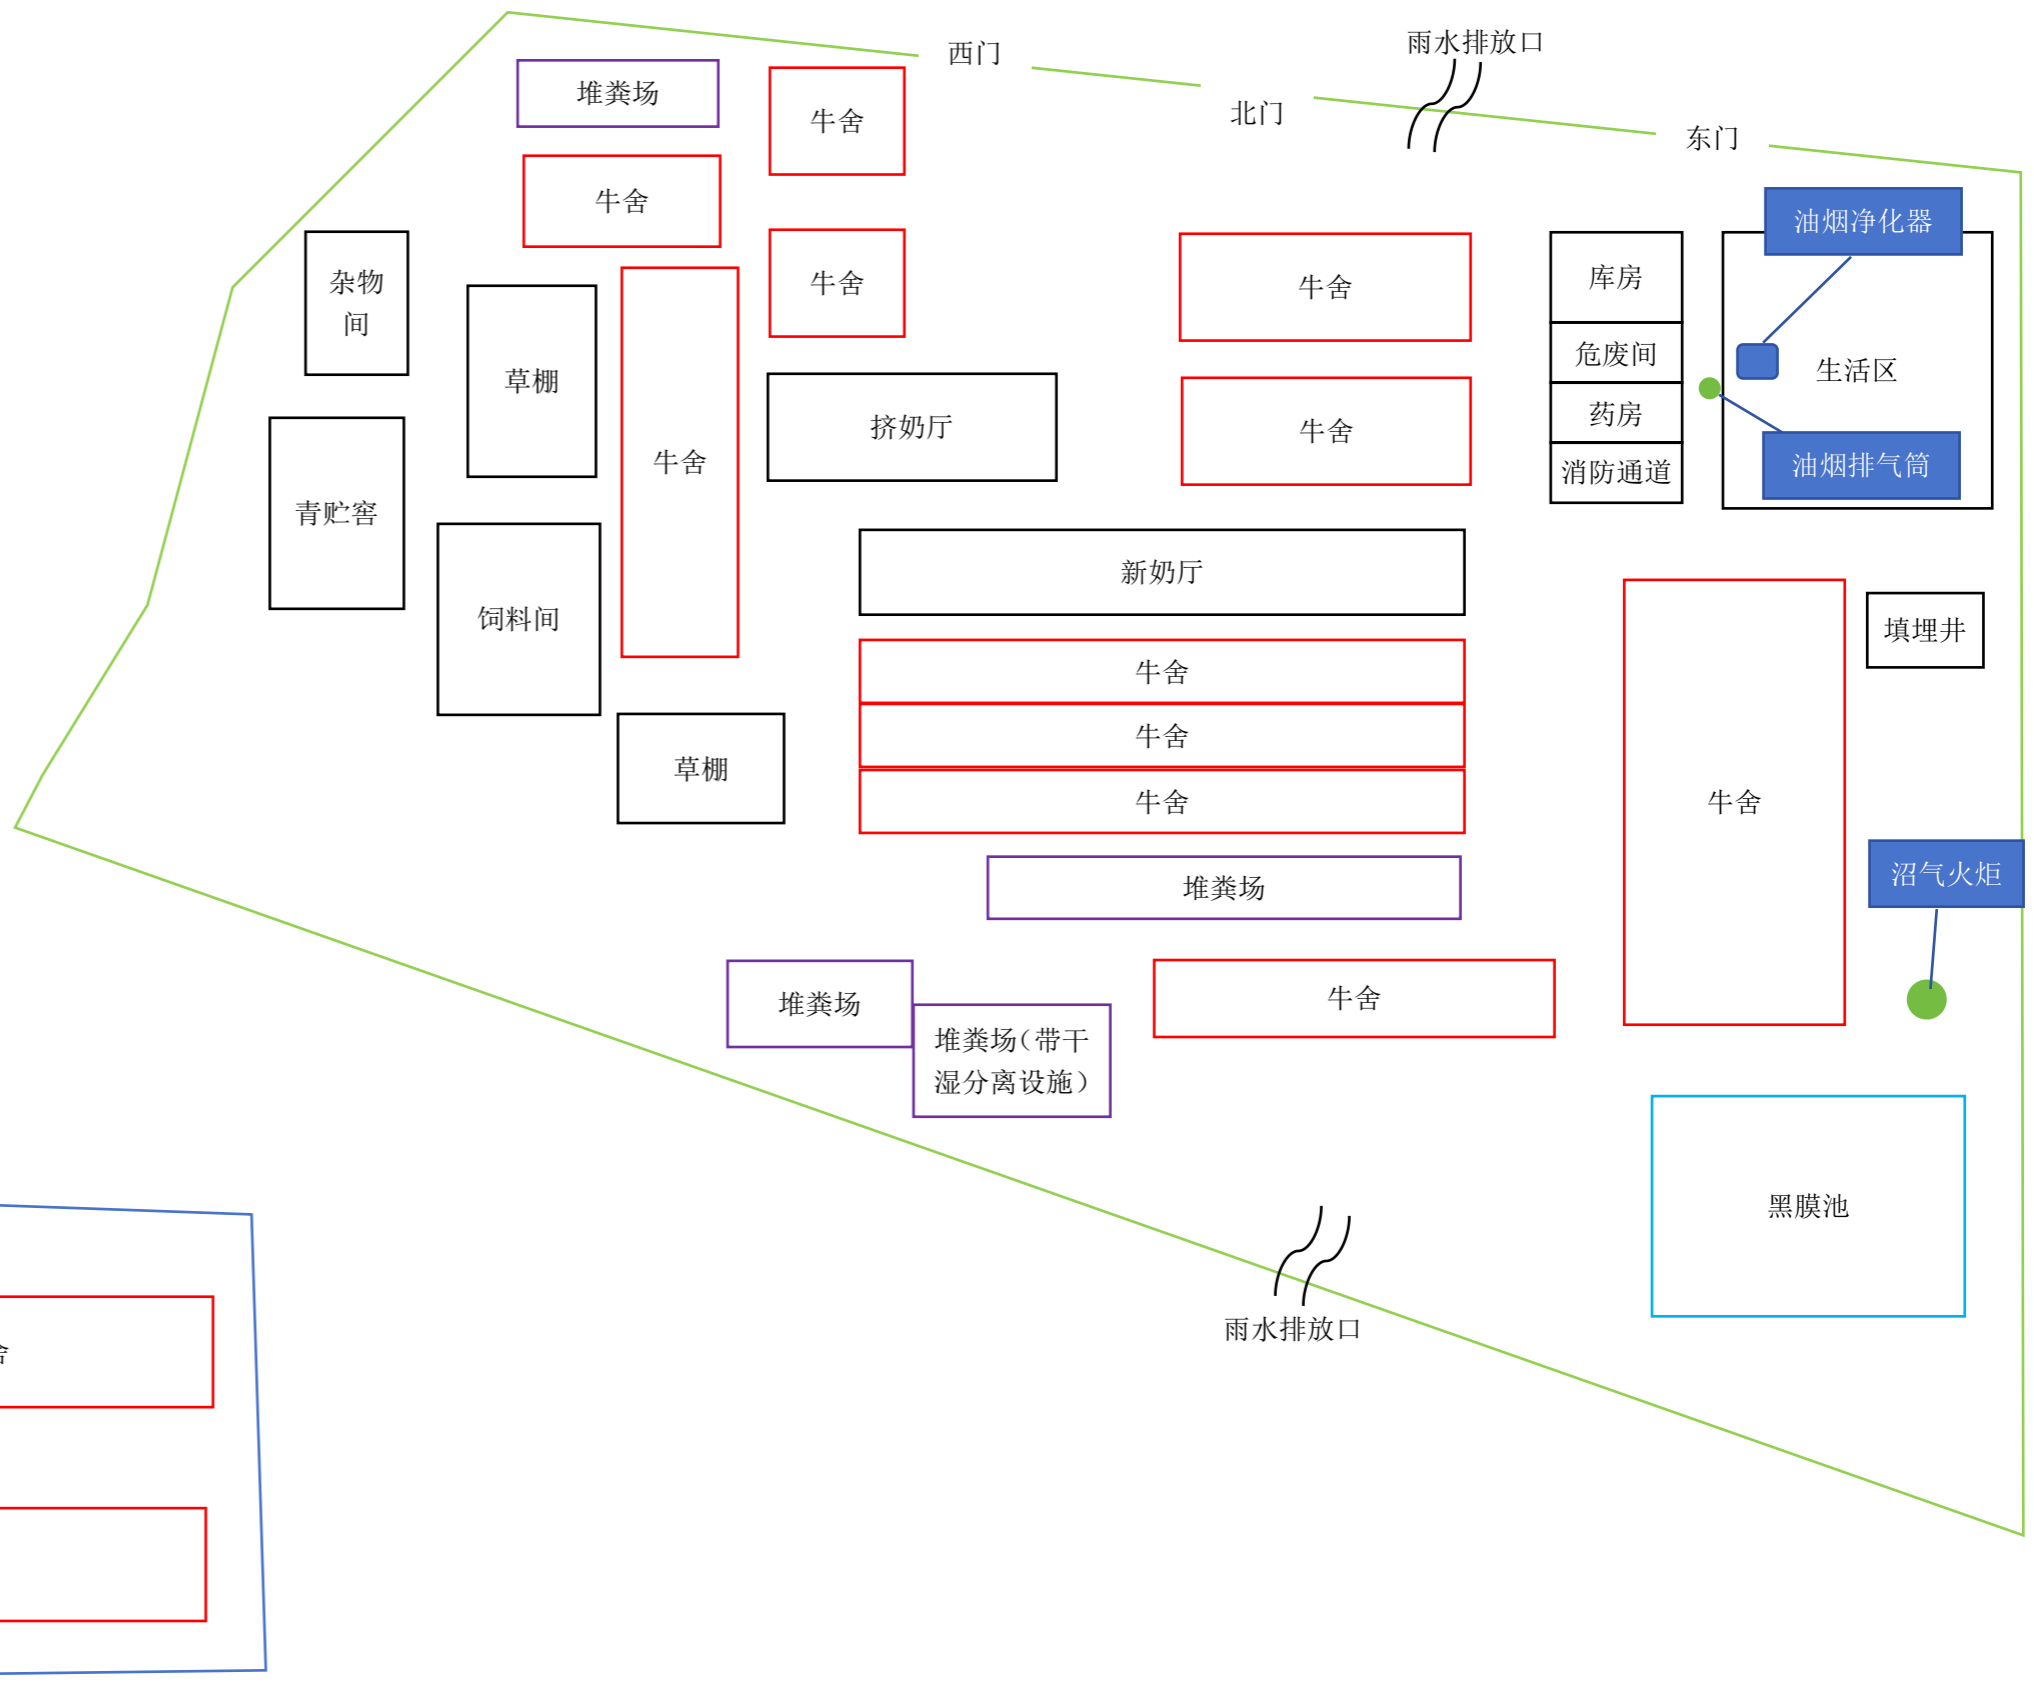 西门
雨水排放口
北门
东门
堆粪场
牛舍
牛舍
油烟净化器
杂物
间
牛舍
牛舍
库房
草棚
危废间
生活区
挤奶厅
牛舍
药房
牛舍
消防通道
油烟排气筒
青贮窖
新奶厅
饲料间
填埋井
牛舍
牛舍
草棚
牛舍
牛舍
堆粪场
沼气火炬
堆粪场
牛舍
堆粪场（带干
湿分离设施）
黑膜池
雨水排放口
舍